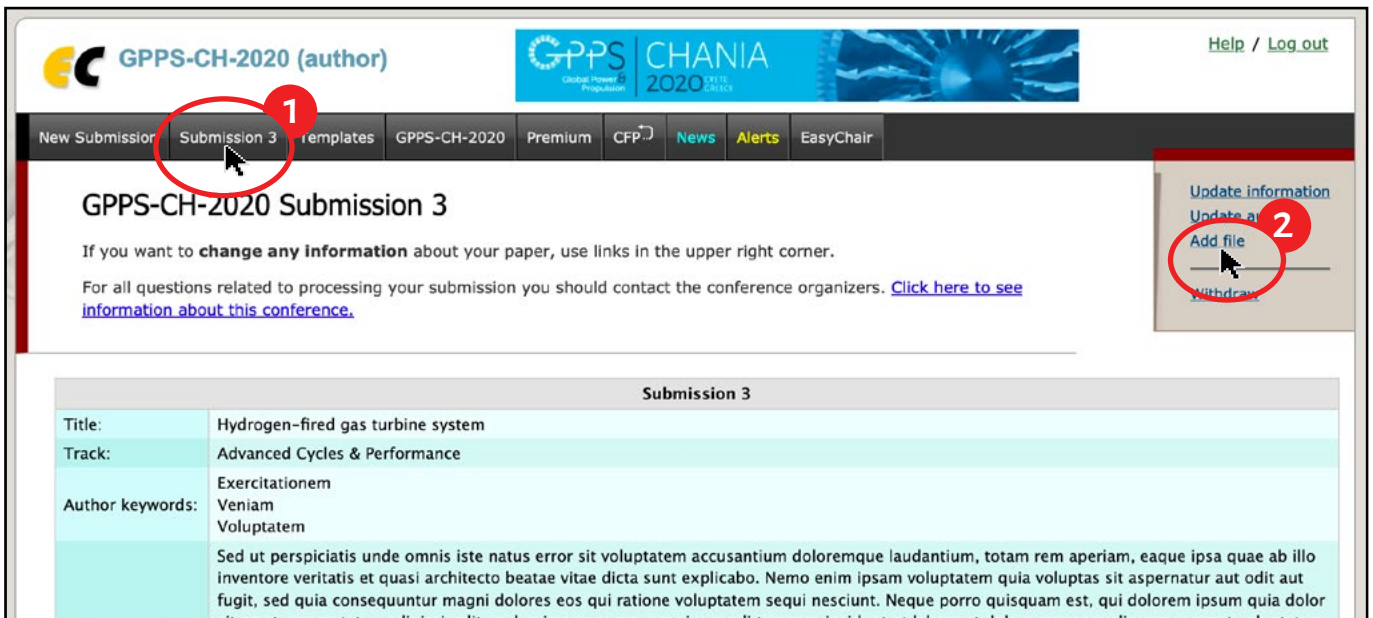 EC GPPS-CH-2020 (author)
GPPS CHANIA
Global Power & Propulsion 2020 CRETE GREECE
Help / Log out
1
New Submission Submission 3 Templates GPPS-CH-2020 Premium CFP News Alerts EasyChair
Update information
Update
2
Add file
Withdraw
GPPS-CH-2020 Submission 3
If you want to change any information about your paper, use links in the upper right corner.
For all questions related to processing your submission you should contact the conference organizers. Click here to see
information about this conference.
Submission 3
Title: Hydrogen-fired gas turbine system
Track: Advanced Cycles & Performance
Author keywords:
Exercitationem
Veniam
Voluptatem
Sed ut perspiciatis unde omnis iste natus error sit voluptatem accusantium doloremque laudantium, totam rem aperiam, eaque ipsa quae ab illo
inventore veritatis et quasi architecto beatae vitae dicta sunt explicabo. Nemo enim ipsam voluptatem quia voluptas sit aspernatur aut odit aut
fugit, sed quia consequuntur magni dolores eos qui ratione voluptatem sequi nesciunt. Neque porro quisquam est, qui dolorem ipsum quia dolor